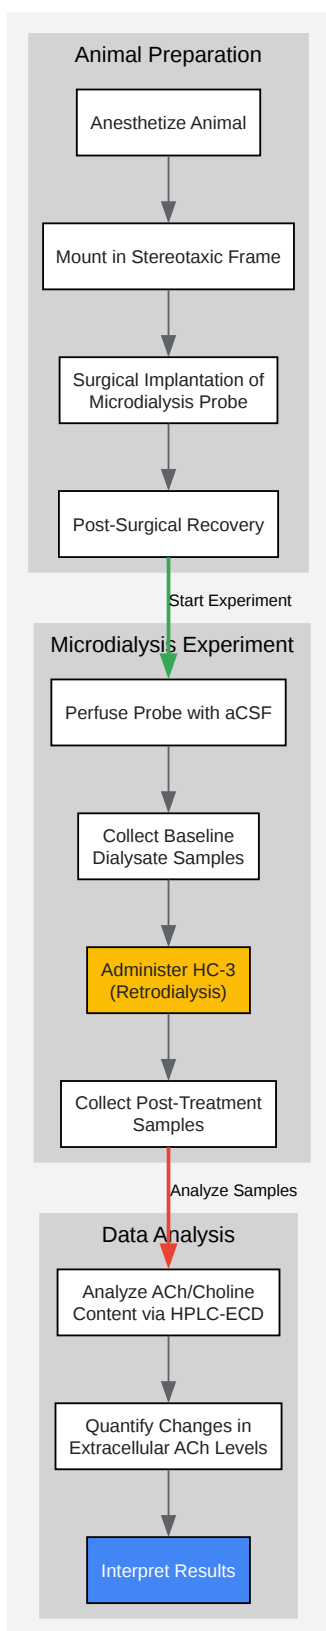 Animal Preparation
Anesthetize Animal
Mount in Stereotaxic Frame
Surgical Implantation of
Microdialysis Probe
Post-Surgical Recovery
Start Experiment
Microdialysis Experiment
Perfuse Probe with aCSF
Collect Baseline
Dialysate Samples
Administer HC-3
(Retrodialysis)
Collect Post-Treatment
Samples
Analyze Samples
Data Analysis
Analyze ACh/Choline
Content via HPLC-ECD
Quantify Changes in
Extracellular ACh Levels
Interpret Results